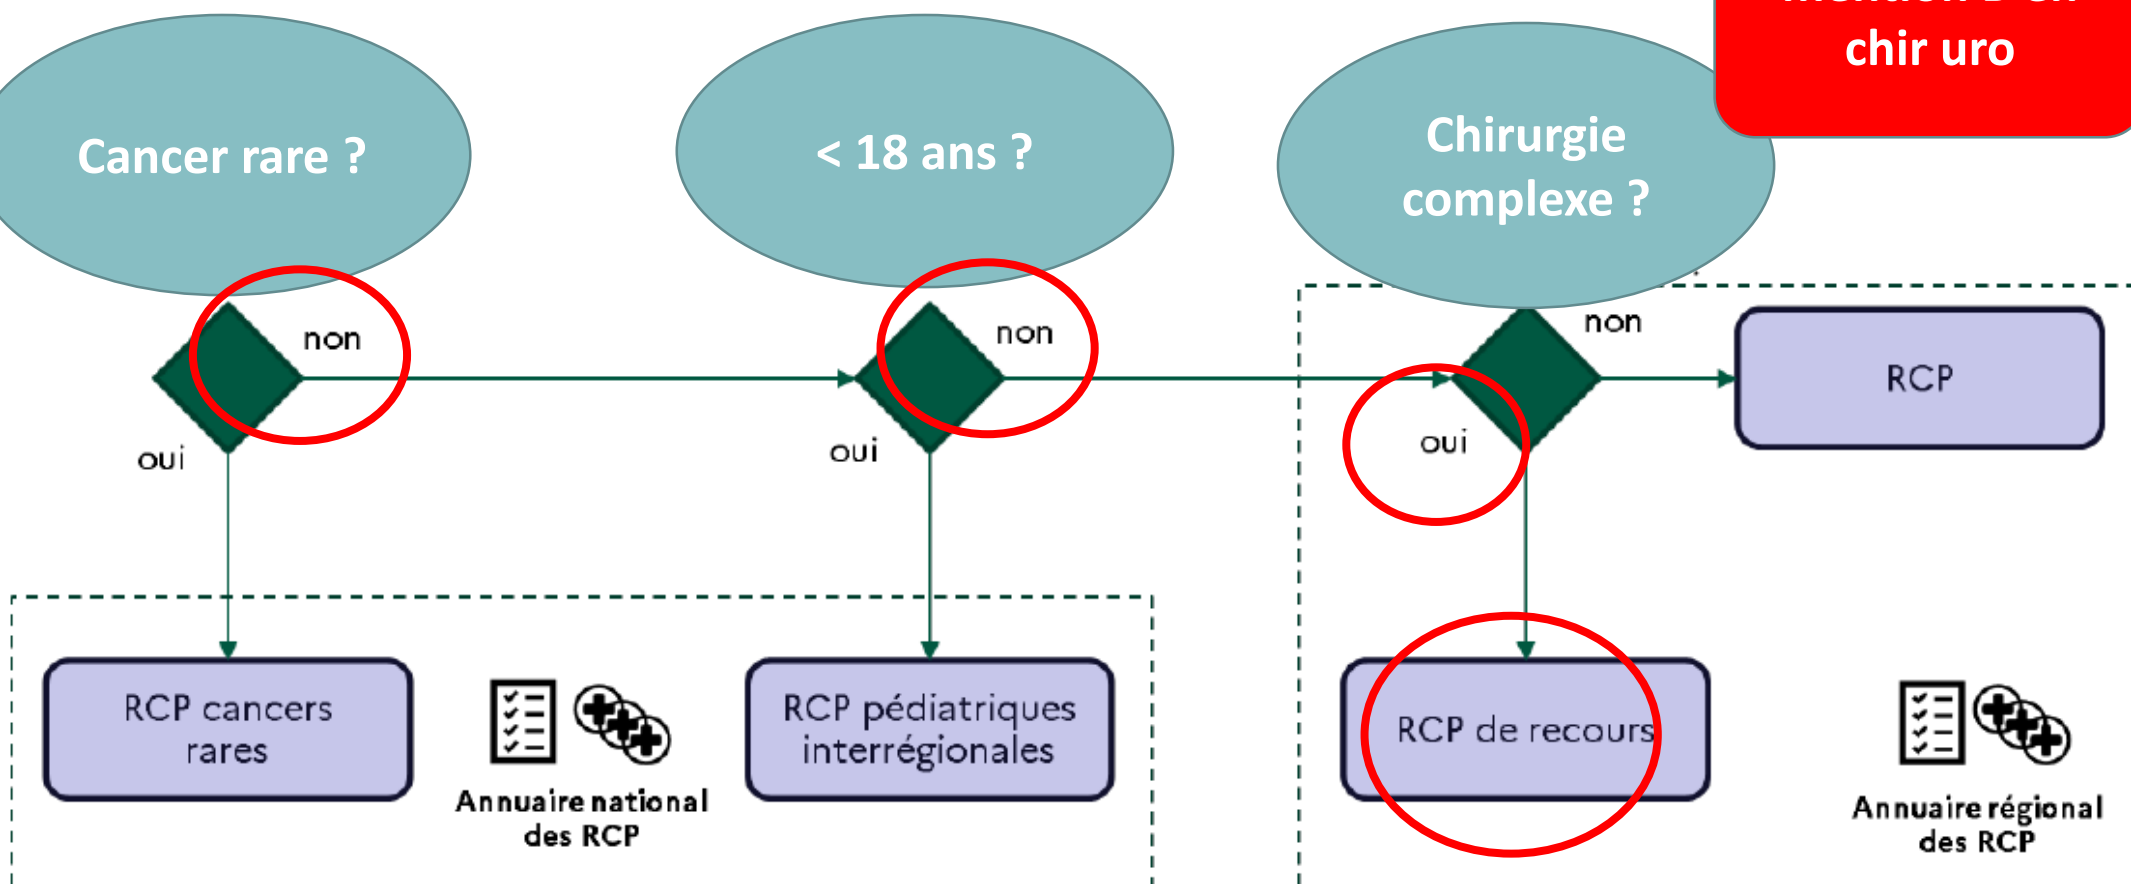 chir uro
Cancer rare ?
< 18 ans ?
Chirurgie
complexe ?
non
oui
non
oui
non
oui
RCP
RCP cancers
rares
Annuaire national
des RCP
RCP pédiatriques
interrégionales
RCP de recours
Annuaire régional
des RCP